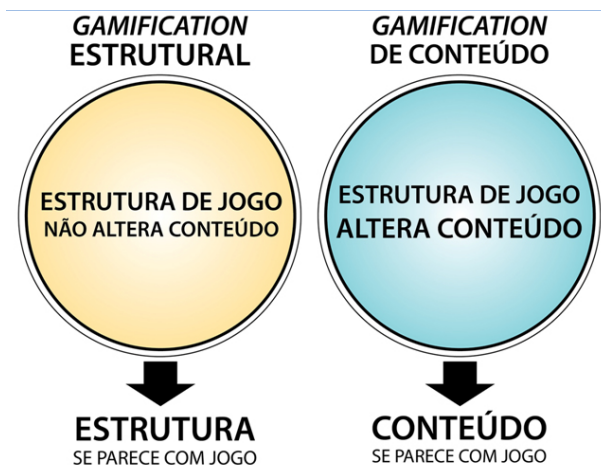 GAMIFICATION
ESTRUTURAL
ESTRUTURA DE JOGO
NÃO ALTERA CONTEÚDO
ESTRUTURA
SE PARECE COM JOGO
GAMIFICATION
DE CONTEÚDO
ESTRUTURA DE JOGO
ALTERA CONTEÚDO
CONTEÚDO
SE PARECE COM JOGO